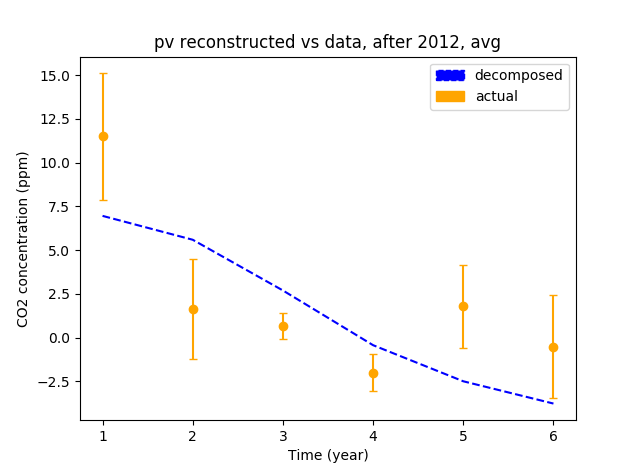 pv reconstructed vs data, after 2012, avg
decomposed
actual
CO2 concentration (ppm)
15.0
12.5
10.0
7.5
5.0
2.5
0.0
−2.5
1 2 3 4 5 6
Time (year)